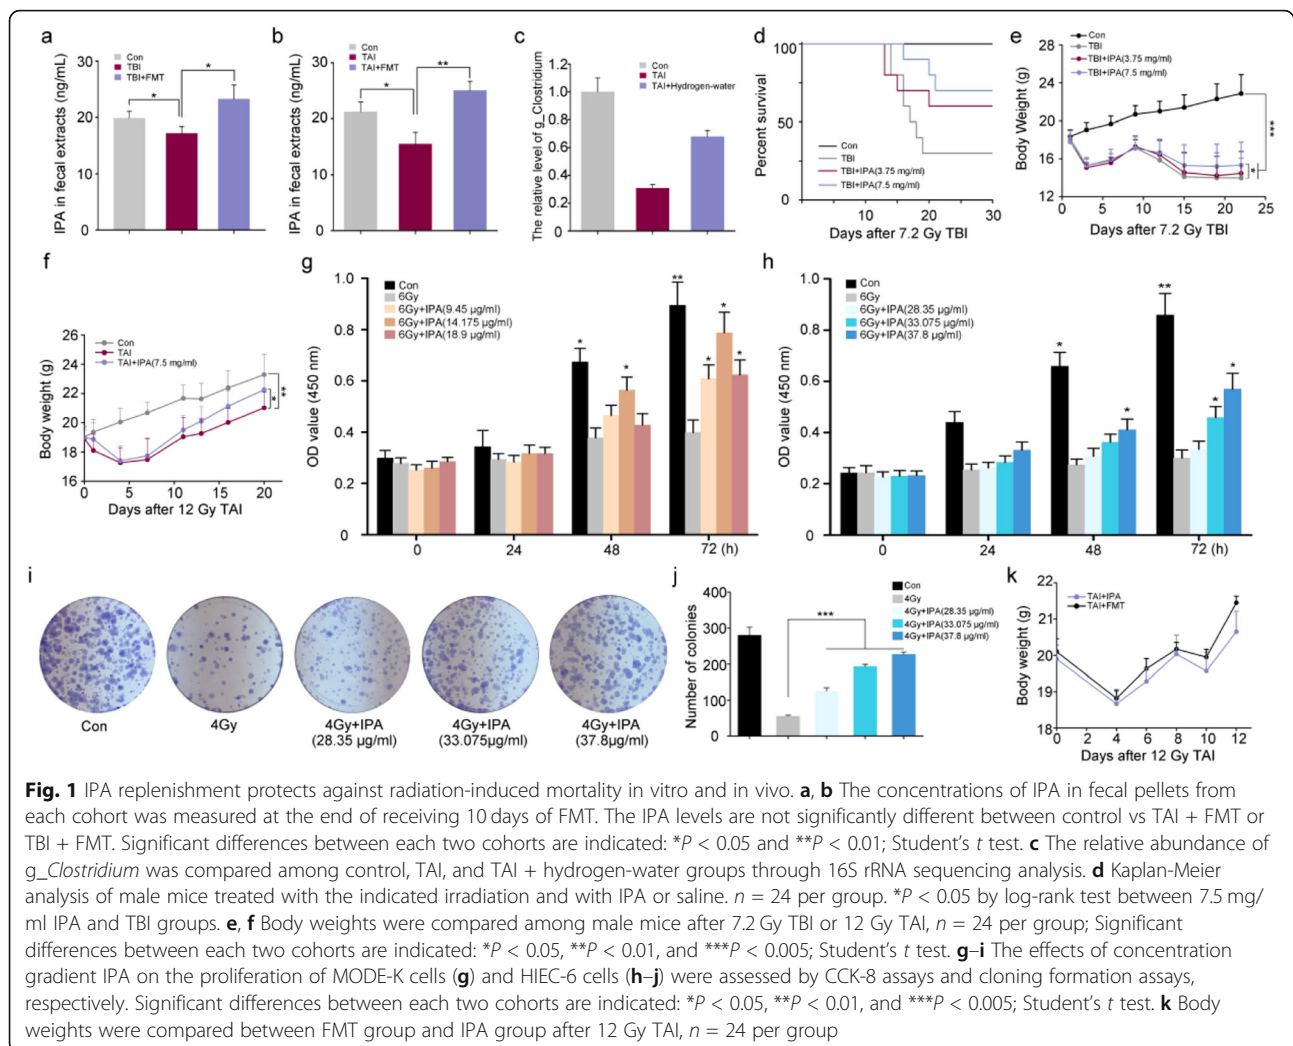 a
Con
TBI
TBI+FMT
IPA in fecal extracts (ng/mL)
30
20
10
0
*
*
b
Con
TAI
TAI+FMT
IPA in fecal extracts (ng/mL)
30
20
10
0
*
**
c
Con
TAI
TAI+Hydrogen-water
The relative level of g_Clostridium
1.2
1.0
0.8
0.6
0.4
0.2
0
d
Percent survival
100
50
0
10
20
30
Con
TBI
TBI+IPA(3.75 mg/ml)
TBI+IPA(7.5 mg/ml)
Days after 7.2 Gy TBI
e
Con
TBI
TBI+IPA(3.75 mg/ml)
TBI+IPA(7.5 mg/ml)
Body Weight (g)
28
24
20
16
12
0
5
10
15
20
25
*
***
Days after 7.2 Gy TBI
f
Con
TAI
TAI+IPA(7.5 mg/ml)
Body weight (g)
26
24
22
20
18
16
0
5
10
15
20
*
**
Days after 12 Gy TAI
g
Con
6Gy
6Gy+IPA(9.45 µg/ml)
6Gy+IPA(14.175 µg/ml)
6Gy+IPA(18.9 µg/ml)
OD value (450 nm)
1.0
0.8
0.6
0.4
0.2
0
*
*
**
*
*
*
0
24
48
72 (h)
h
Con
6Gy
6Gy+IPA(28.35 µg/ml)
6Gy+IPA(33.075 µg/ml)
6Gy+IPA(37.8 µg/ml)
OD value (450 nm)
1.0
0.8
0.6
0.4
0.2
0
*
*
**
*
*
0
24
48
72 (h)
i
Con
4Gy
4Gy+IPA
(28.35 µg/ml)
4Gy+IPA
(33.075µg/ml)
4Gy+IPA
(37.8µg/ml)
j
Con
4Gy
4Gy+IPA(28.35 µg/ml)
4Gy+IPA(33.075 µg/ml)
4Gy+IPA(37.8 µg/ml)
Number of colonies
400
300
200
100
0
***
k
TAI+IPA
TAI+FMT
Body weight (g)
22
21
20
19
18
0
2
4
6
8
10
12
Days after 12 Gy TAI
Fig. 1 IPA replenishment protects against radiation-induced mortality in vitro and in vivo. a, b The concentrations of IPA in fecal pellets from
each cohort was measured at the end of receiving 10 days of FMT. The IPA levels are not significantly different between control vs TAI + FMT or
TBI + FMT. Significant differences between each two cohorts are indicated: *P < 0.05 and **P < 0.01; Student's t test. c The relative abundance of
g_Clostridium was compared among control, TAI, and TAI + hydrogen-water groups through 16S rRNA sequencing analysis. d Kaplan-Meier
analysis of male mice treated with the indicated irradiation and with IPA or saline. n = 24 per group. *P < 0.05 by log-rank test between 7.5 mg/
ml IPA and TBI groups. e, f Body weights were compared among male mice after 7.2 Gy TBI or 12 Gy TAI, n = 24 per group; Significant
differences between each two cohorts are indicated: *P < 0.05, **P < 0.01, and ***P < 0.005; Student's t test. g–i The effects of concentration
gradient IPA on the proliferation of MODE-K cells (g) and HIEC-6 cells (h–j) were assessed by CCK-8 assays and cloning formation assays,
respectively. Significant differences between each two cohorts are indicated: *P < 0.05, **P < 0.01, and ***P < 0.005; Student's t test. k Body
weights were compared between FMT group and IPA group after 12 Gy TAI, n = 24 per group